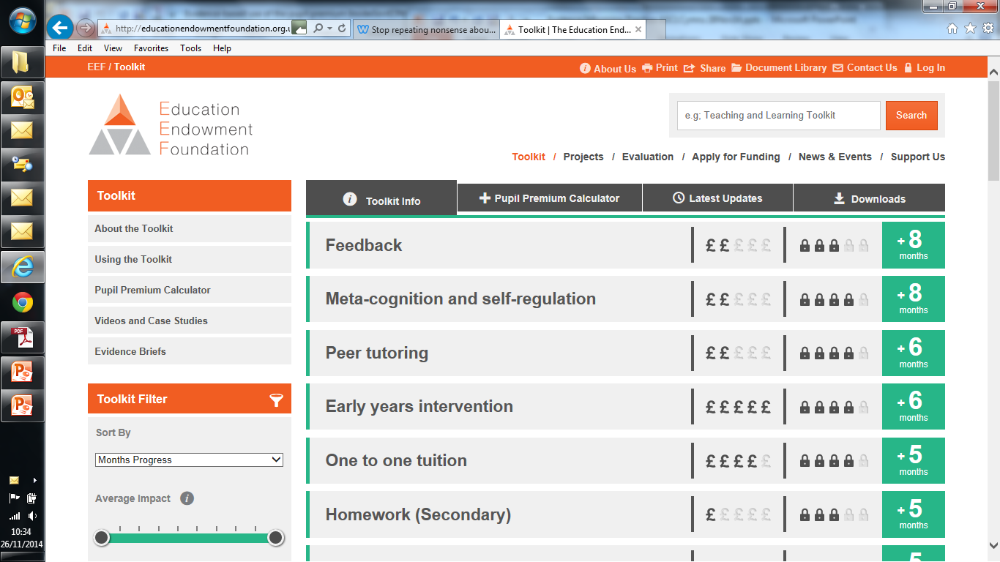 http://educationendowmentfoundation.org.u
Stop repeating nonsense abou...
Toolkit | The Education End...
File Edit View Favorites Tools Help
EEF / Toolkit
About Us Print Share Document Library Contact Us Log In
Education
Endowment
Foundation
e.g; Teaching and Learning Toolkit
Search
Toolkit / Projects / Evaluation / Apply for Funding / News & Events / Support Us
Toolkit
About the Toolkit
Using the Toolkit
Pupil Premium Calculator
Videos and Case Studies
Evidence Briefs
Toolkit Filter
Sort By
Months Progress
Average Impact
Toolkit Info
Pupil Premium Calculator
Latest Updates
Downloads
Feedback £££££ +8 months
Meta-cognition and self-regulation £££££ +8 months
Peer tutoring £££££ +6 months
Early years intervention £££££ +6 months
One to one tuition £££££ +5 months
Homework (Secondary) £££££ +5 months
PDF
10:34
26/11/2014